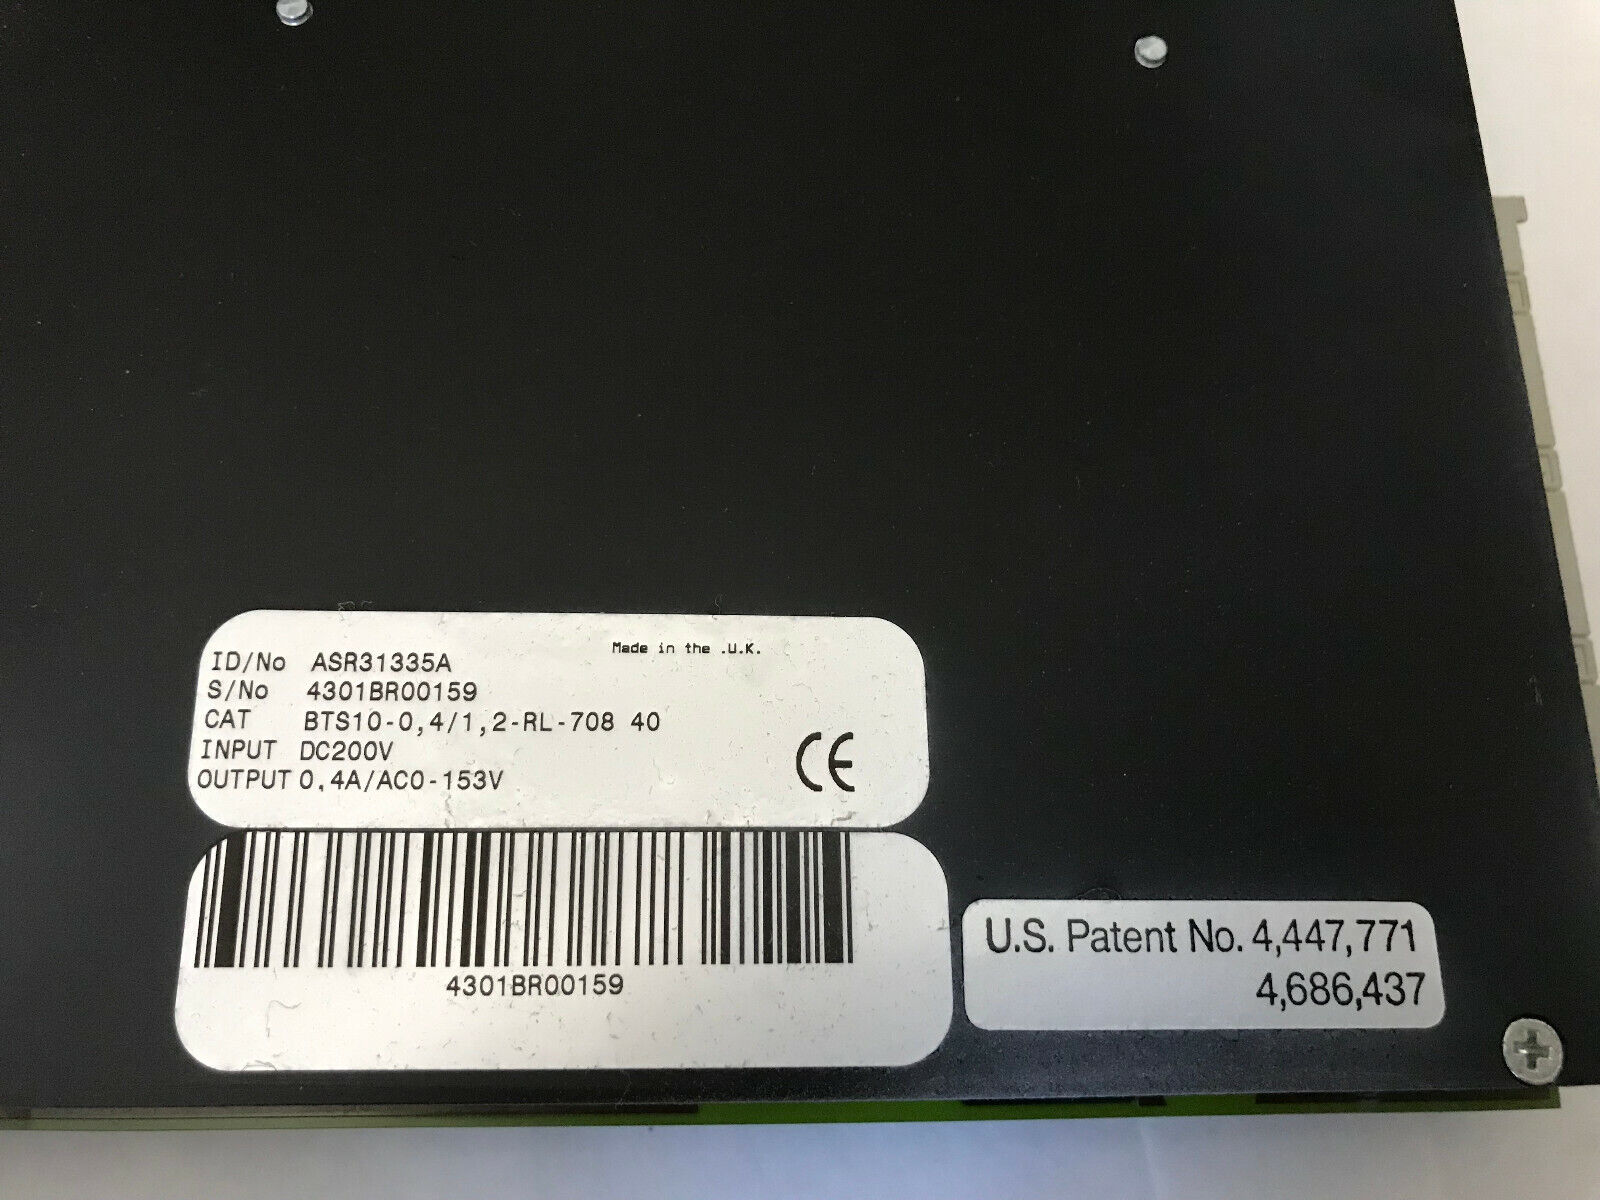 Made in the .U.K.
ID/No ASR31335A
S/No 4301BR00159
CAT BTS10-0,4/1,2-RL-708 40
INPUT DC200V
OUTPUT 0,4A/AC0-153V
CE
4301BR00159
U.S. Patent No. 4,447,771
4,686,437